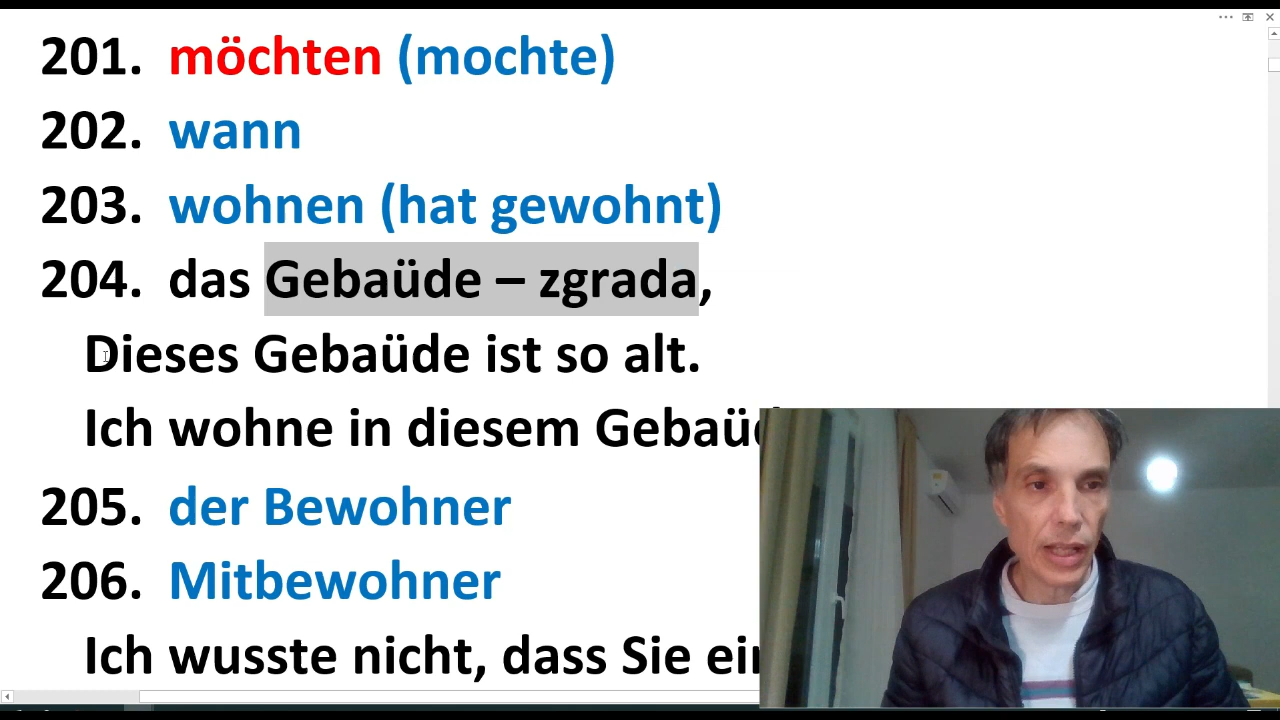 201. möchten (mochte)
202. wann
203. wohnen (hat gewohnt)
204. das Gebaüde – zgrada,
Dieses Gebaüde ist so alt.
Ich wohne in diesem
205. der Bewohner
206. Mitbewohner
Ich wusste nicht, dass Sie